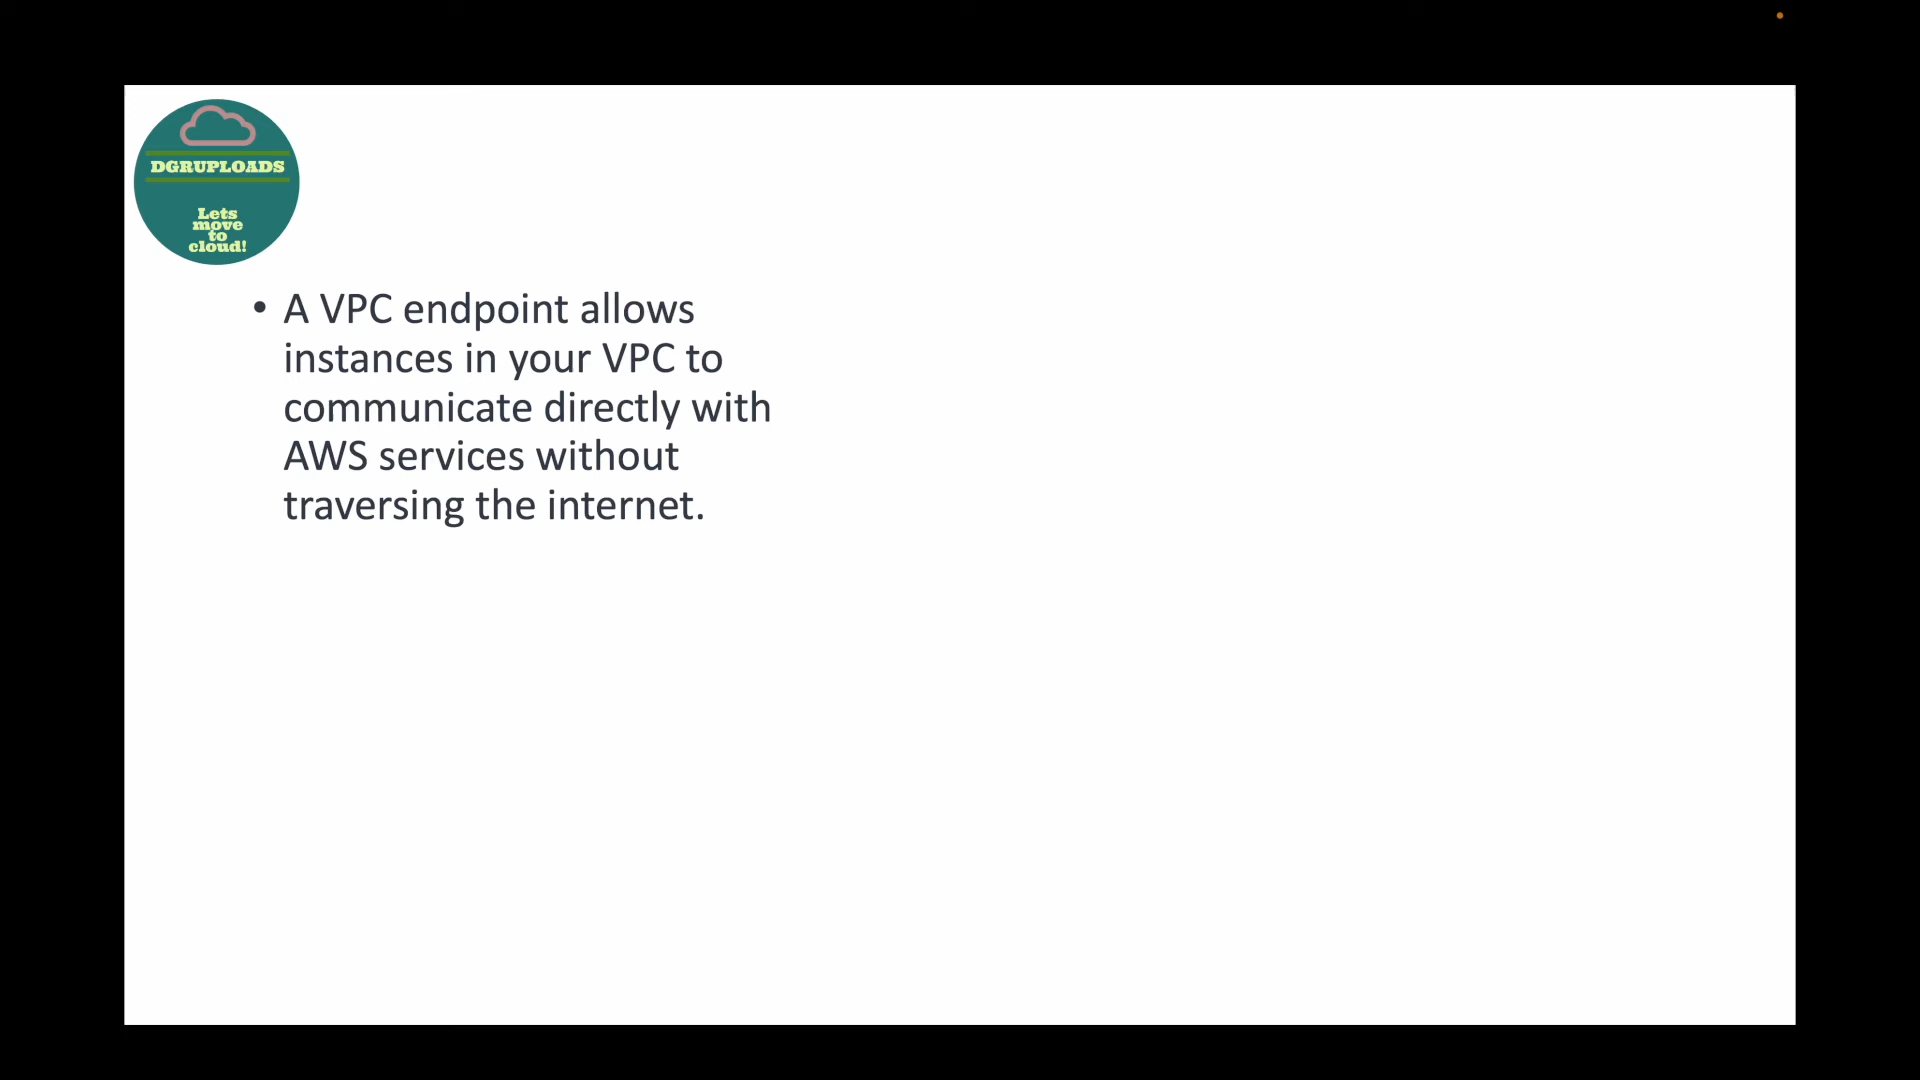 DGRUPLOADS
Lets
move
to
cloud!
• A VPC endpoint allows
instances in your VPC to
communicate directly with
AWS services without
traversing the internet.